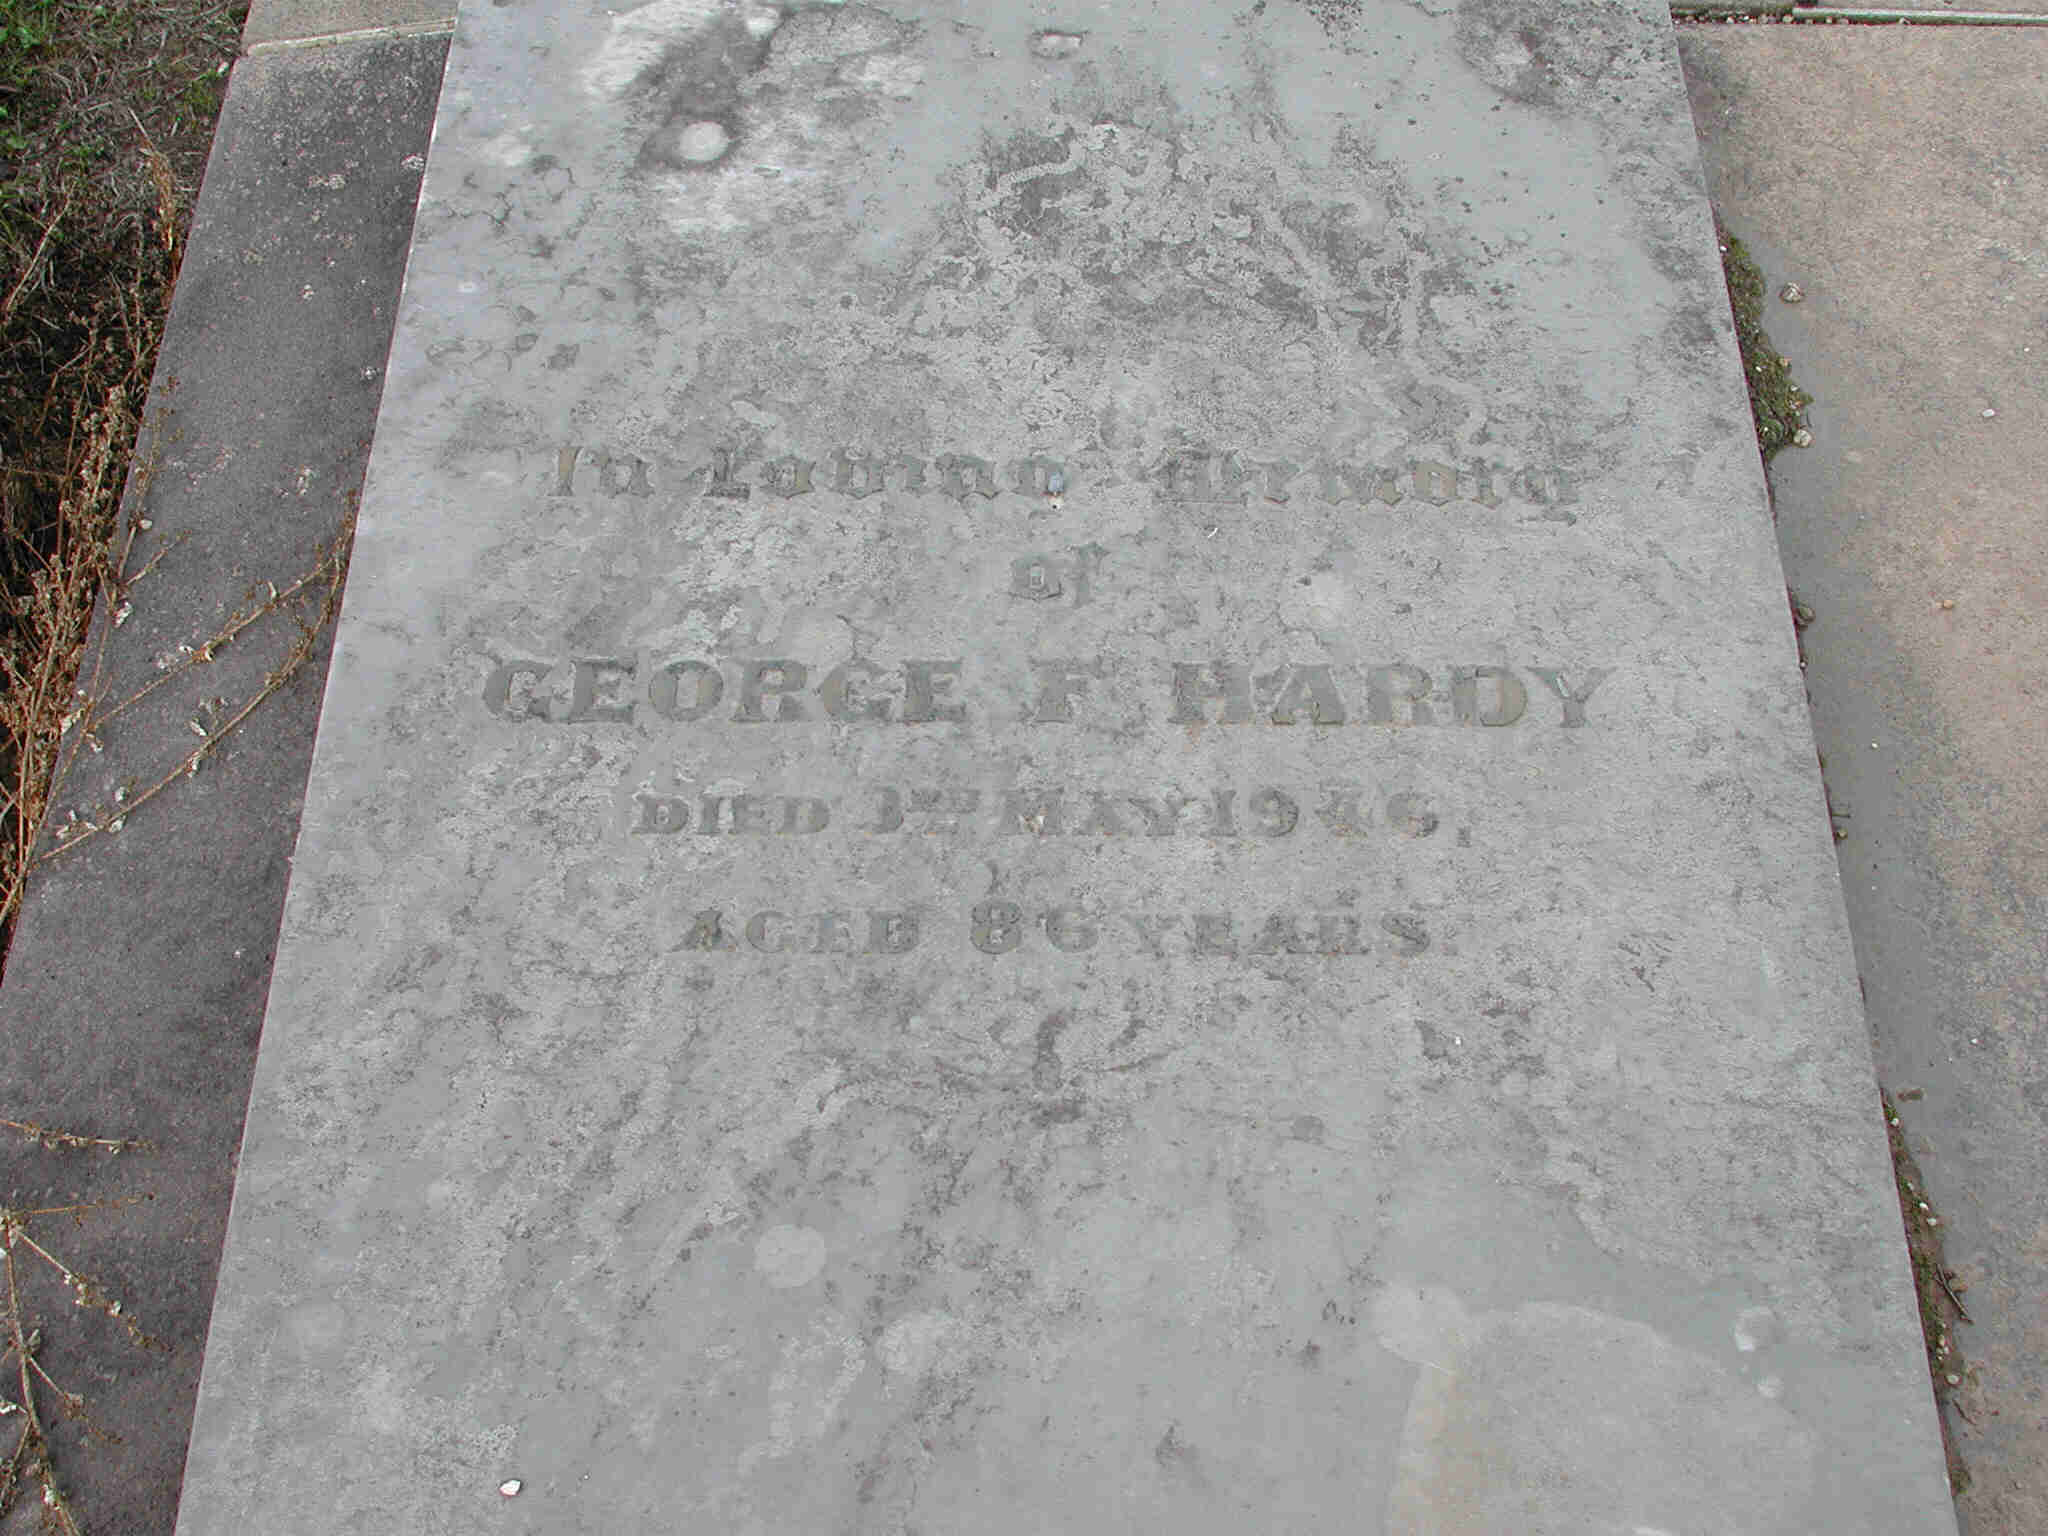 In Loving Memory
of
GEORGE F. HARDY
DIED 3RD MAY 1946,
AGED 86 YEARS.